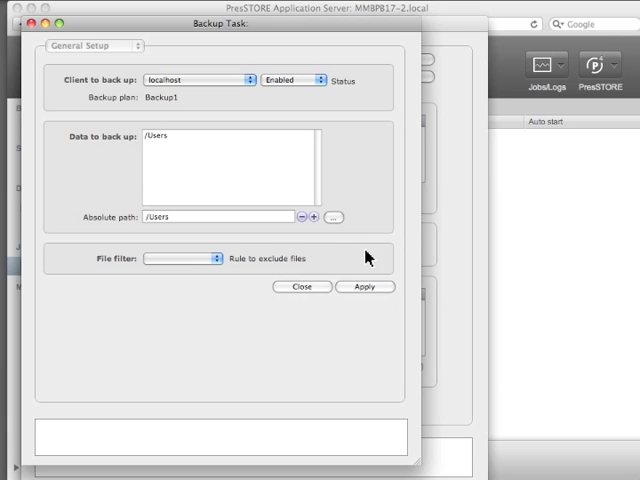 PresSTORE Application Server: MMBPB17-2.local
Backup Task:
Google
General Setup
Client to back up: localhost Enabled Status
Backup plan: Backup1
Jobs/Logs PresSTORE
Auto start
Data to back up: /Users
Absolute path: /Users ...
File filter: Rule to exclude files
Close Apply